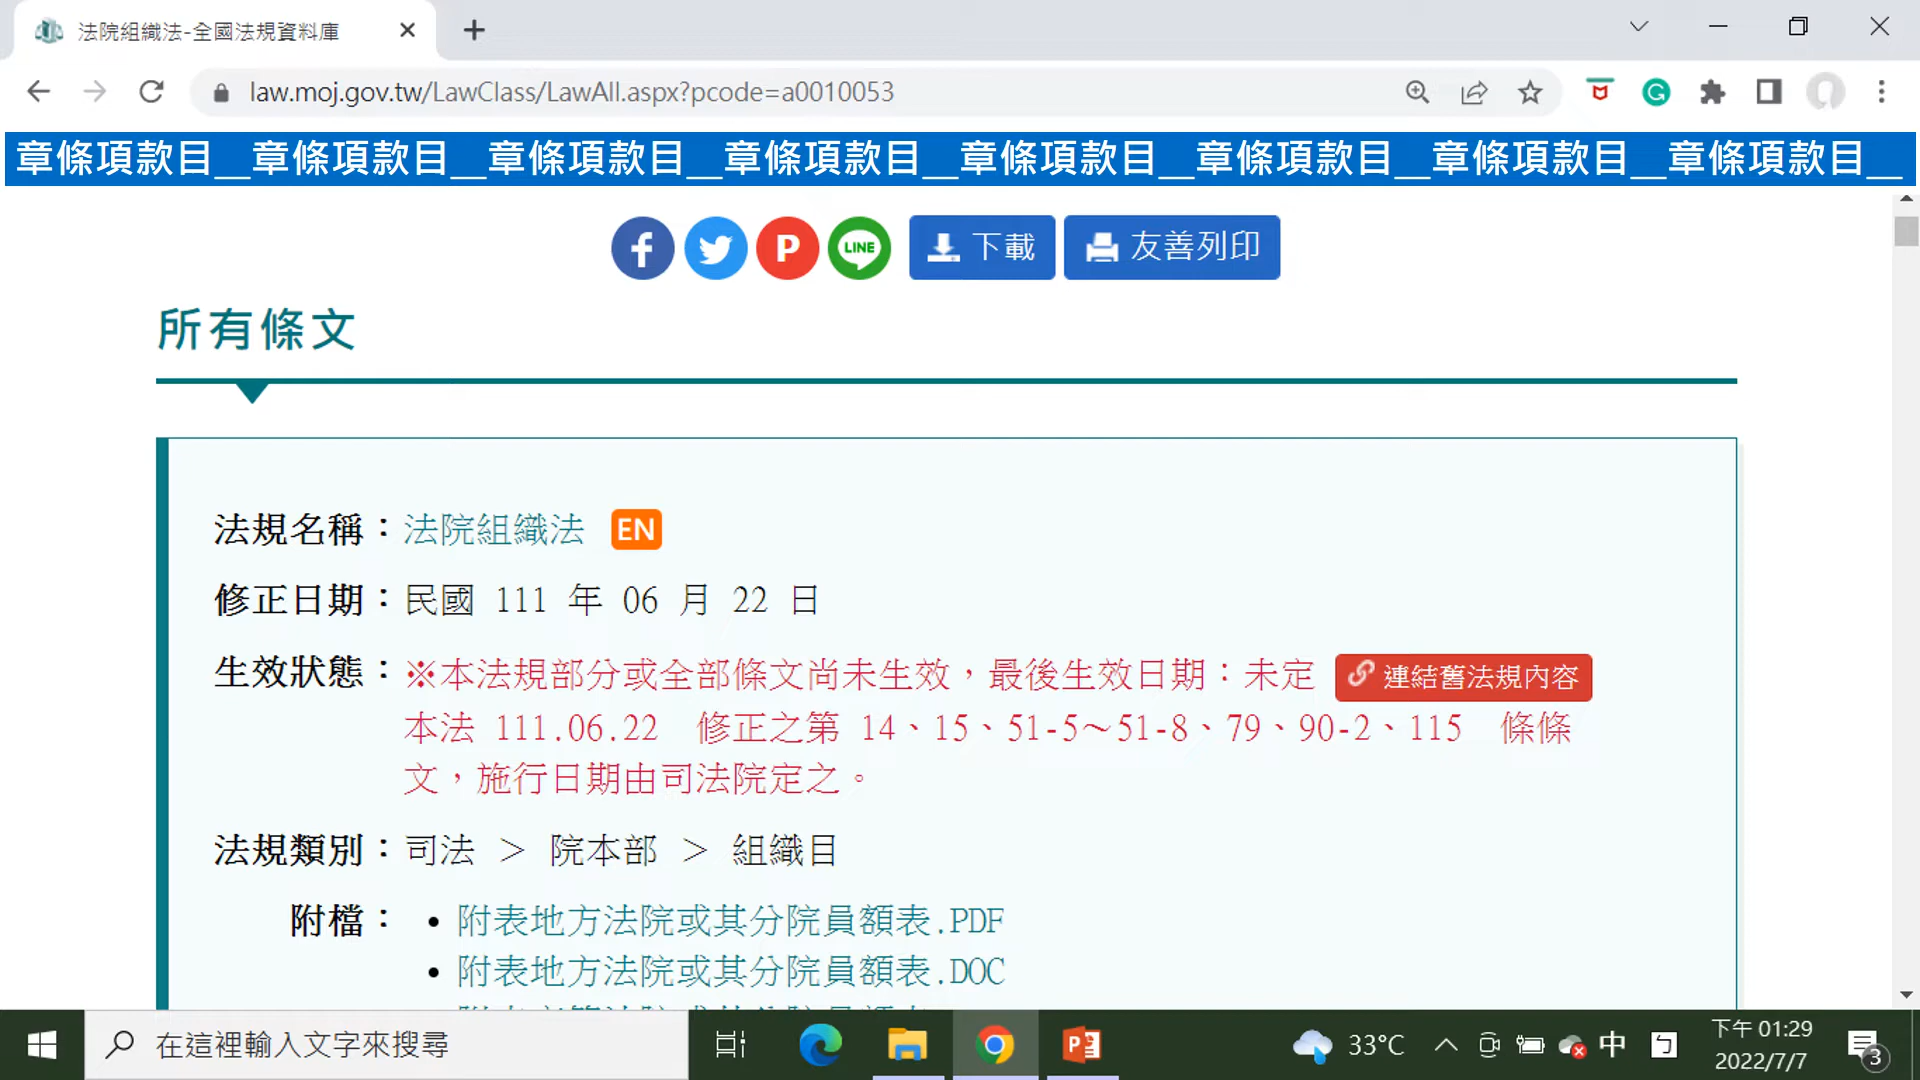 法院組織法-全國法規資料庫
law.moj.gov.tw/LawClass/LawAll.aspx?pcode=a0010053
章條項款目__章條項款目__章條項款目__章條項款目__章條項款目__章條項款目__章條項款目__章條項款目__
f P LINE 下載 友善列印
所有條文
法規名稱：法院組織法 EN
修正日期：民國 111 年 06 月 22 日
生效狀態：※本法規部分或全部條文尚未生效，最後生效日期：未定 連結舊法規內容
本法 111.06.22 修正之第 14、15、51-5～51-8、79、90-2、115 條條
文，施行日期由司法院定之。
法規類別：司法 ＞ 院本部 ＞ 組織目
附檔： • 附表地方法院或其分院員額表.PDF
• 附表地方法院或其分院員額表.DOC
在這裡輸入文字來搜尋
33°C 中 ㄅ 下午 01:29
2022/7/7 3